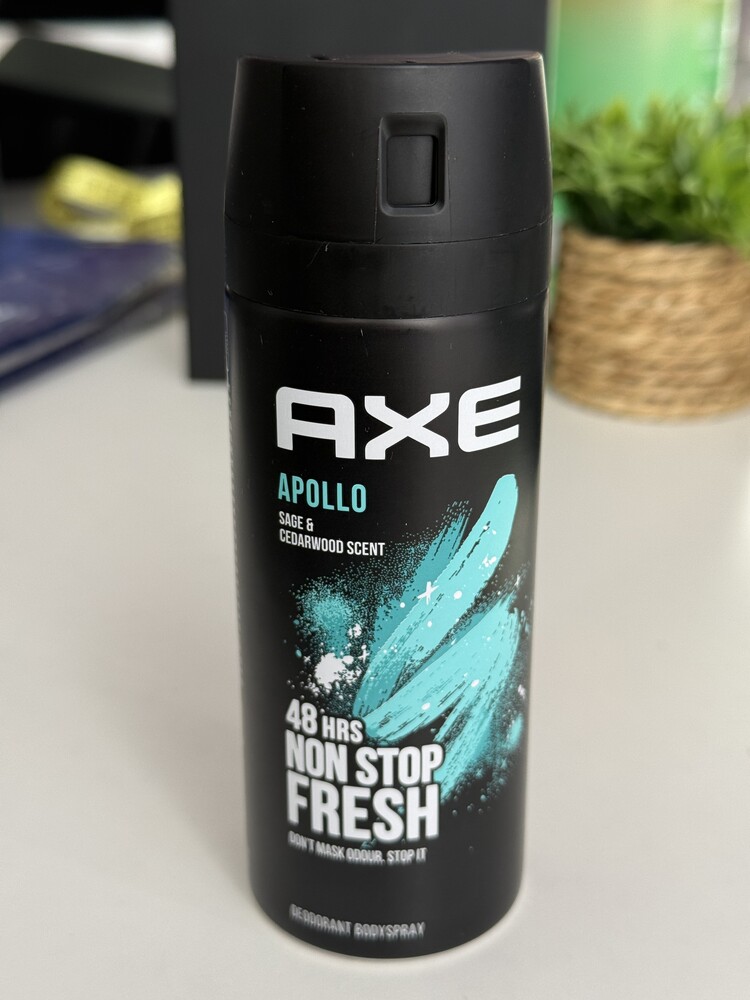 AXE
APOLLO
SAGE &
CEDARWOOD SCENT
48 HRS
NON STOP
FRESH
DON'T MASK ODOUR. STOP IT
DEODORANT BODYSPRAY